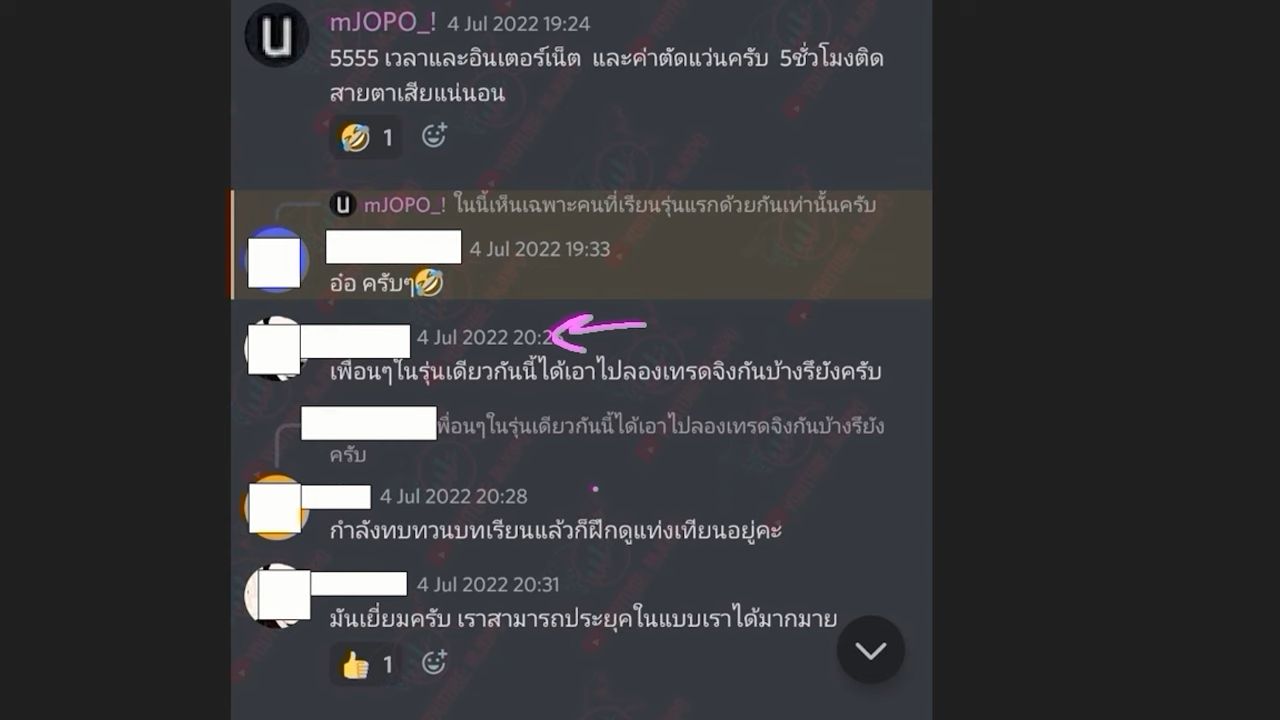 mJOPO_! 4 Jul 2022 19:24
5555 เวลาและอินเตอร์เน็ต และค่าตัดแว่นครับ 5ชั่วโมงติด
สายตาเสียแน่นอน
🤣 1
mJOPO_! ในนี้เห็นเฉพาะคนที่เรียนรุ่นแรกด้วยกันเท่านั้นครับ
4 Jul 2022 19:33
อ๋อ ครับๆ🤣
4 Jul 2022
เพื่อนๆในรุ่นเดียวกันนี้ได้เอาไปลองเทรดจิงกันบ้างรึยังครับ
พื่อนๆในรุ่นเดียวกันนี้ได้เอาไปลองเทรดจิงกันบ้างรึยัง
ครับ
4 Jul 2022 20:28
กำลังทบทวนบทเรียนแล้วก็ฝึกดูแท่งเทียนอยู่คะ
4 Jul 2022 20:31
มันเยี่ยมครับ เราสามารถประยุคในแบบเราได้มากมาย
👍 1